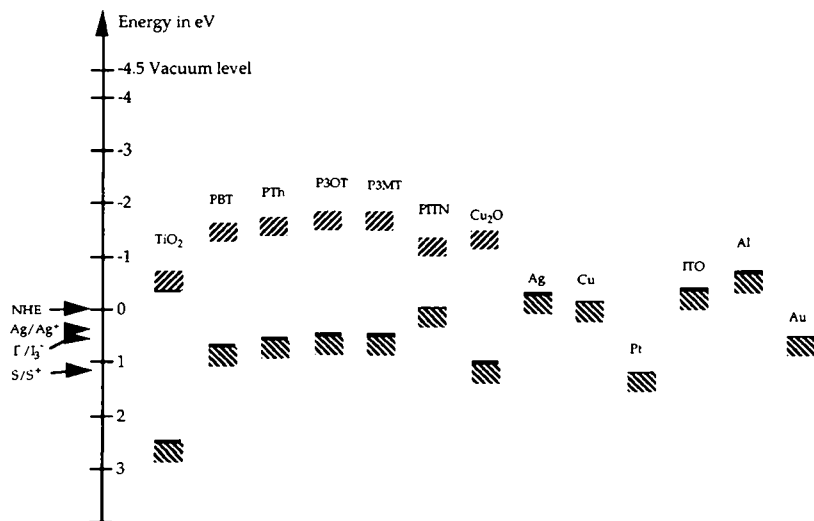 Energy in eV
-4.5 Vacuum level
-4
-3
-2
-1
0
1
2
3
NHE
Ag/Ag⁺
I⁻/I₃⁻
S/S⁺
TiO₂
PBT
PTh
P3OT
P3MT
PITN
Cu₂O
Ag
Cu
Pt
ITO
Al
Au